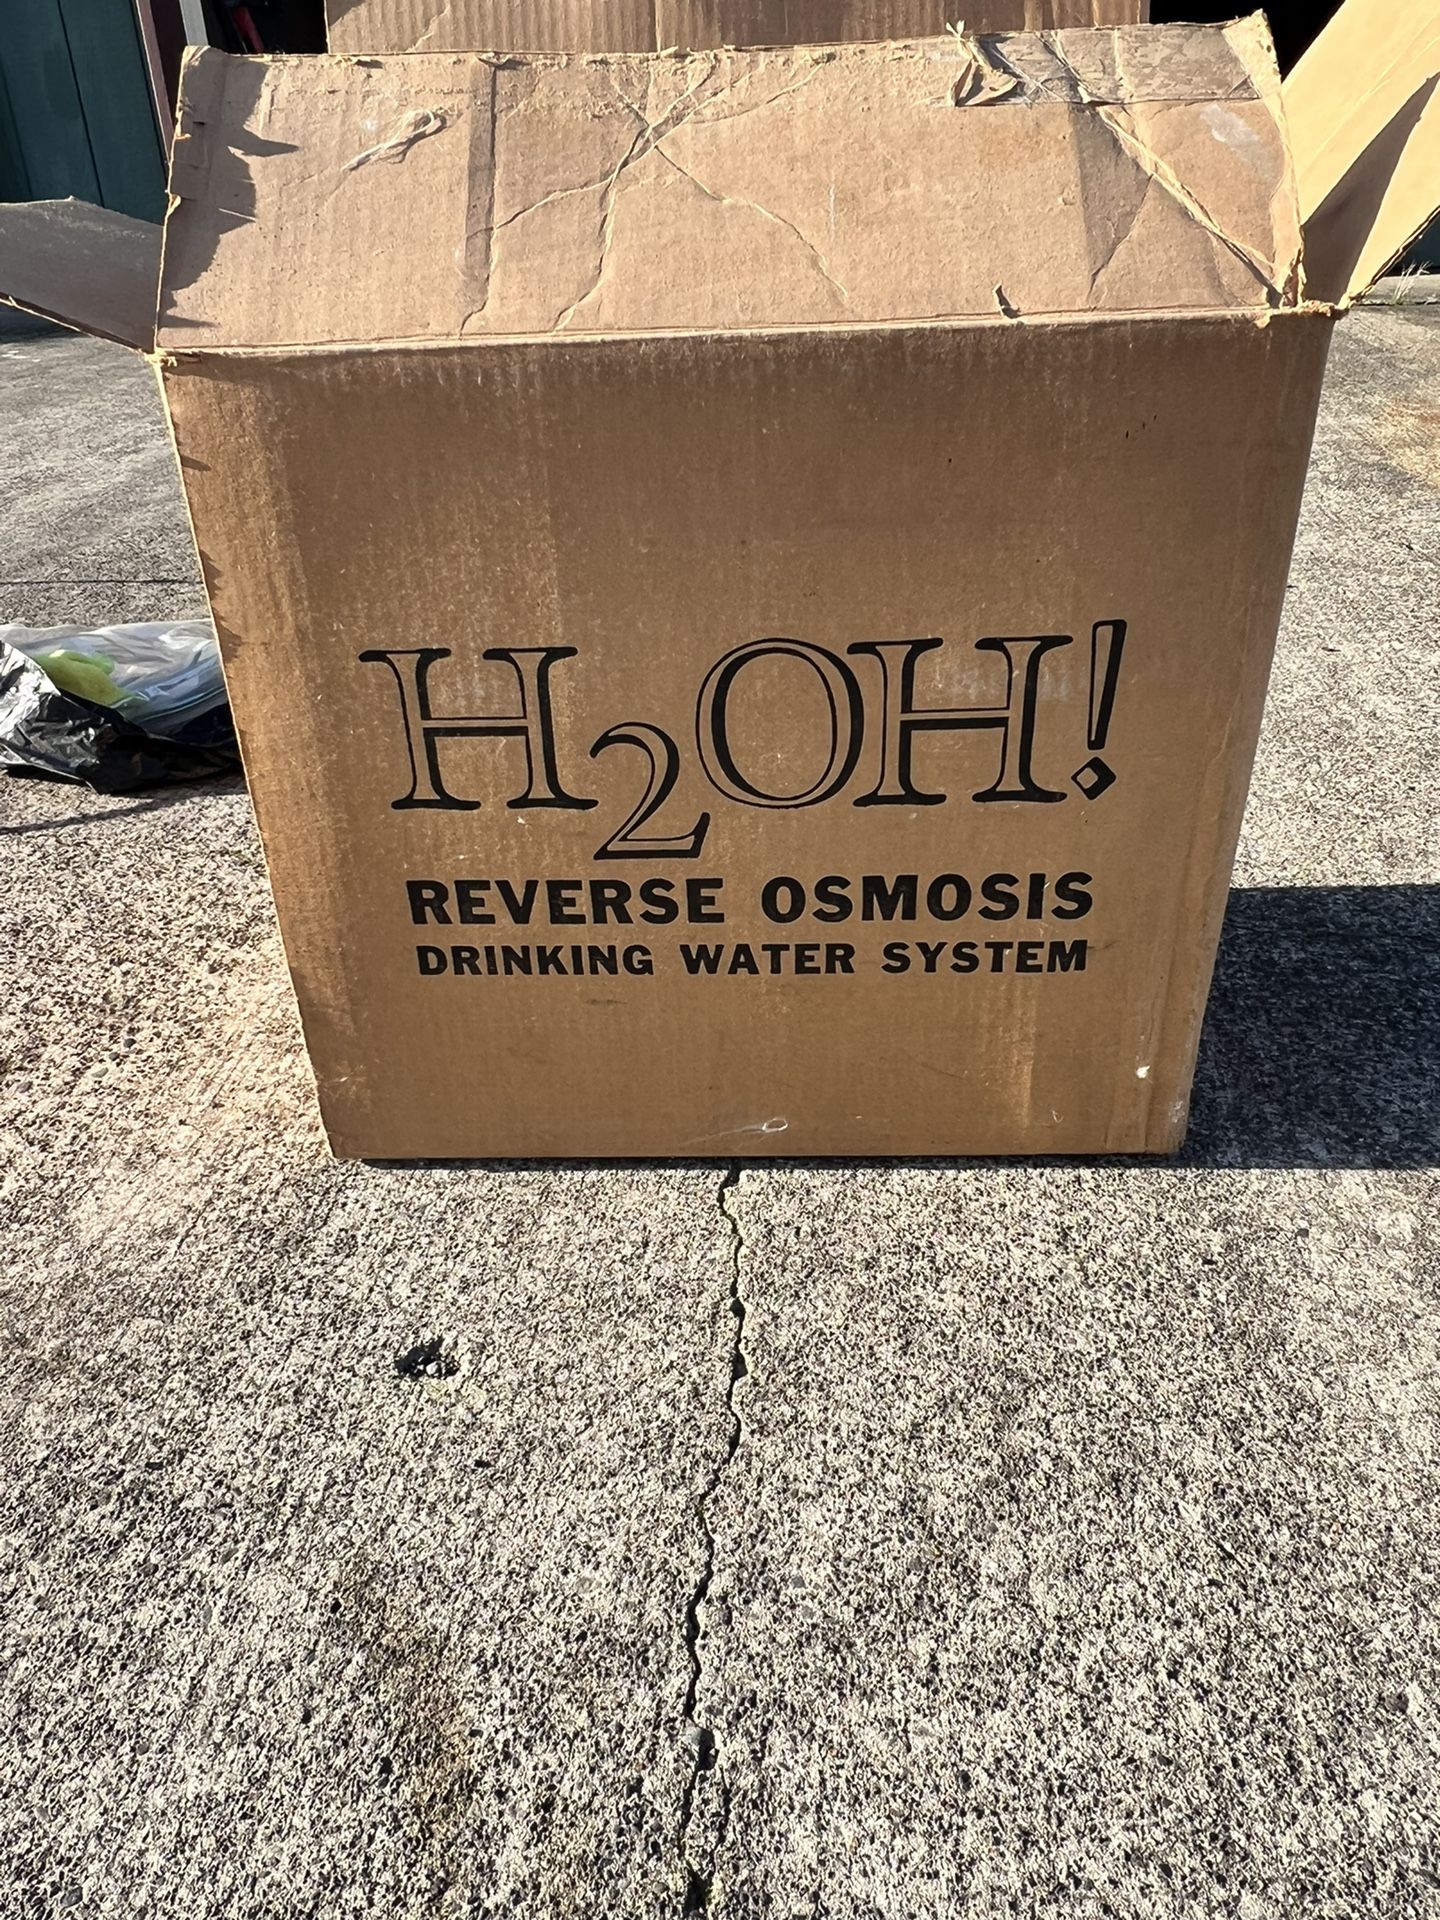 H2OH!
REVERSE OSMOSIS
DRINKING WATER SYSTEM